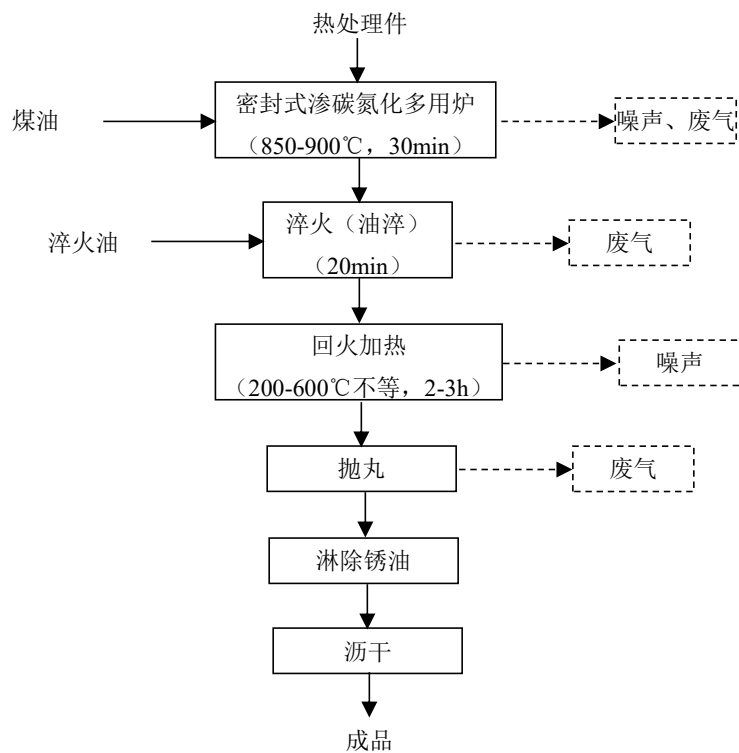 热处理件
煤油
密封式渗碳氮化多用炉
（850-900℃，30min）
噪声、废气
淬火油
淬火（油淬）
（20min）
废气
回火加热
（200-600℃不等，2-3h）
噪声
抛丸
废气
淋除锈油
沥干
成品